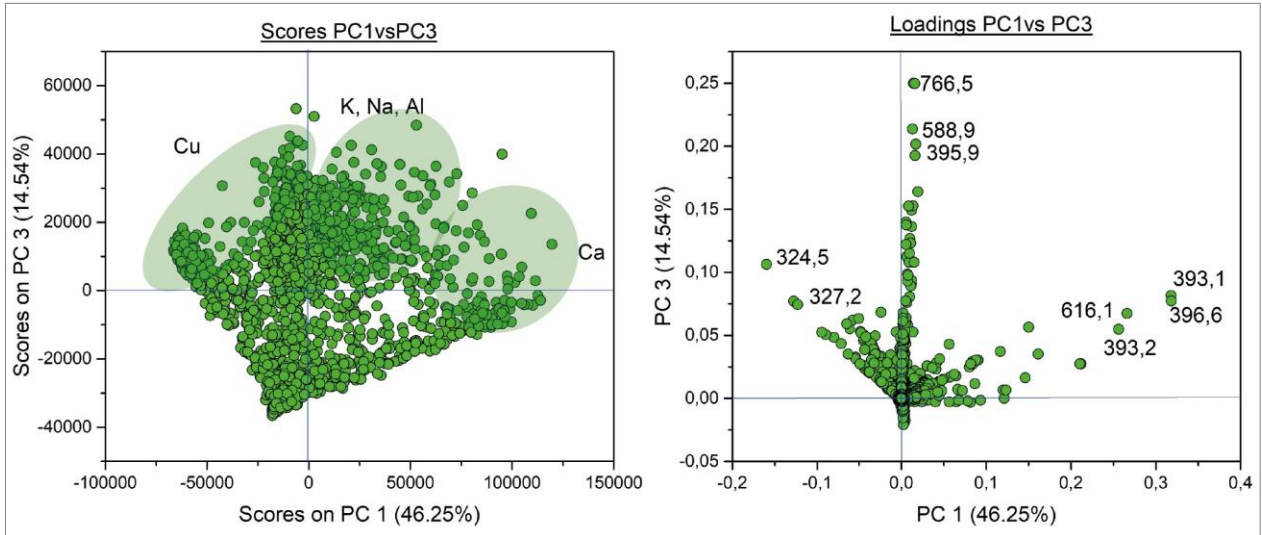 Scores PC1vsPC3
60000
40000
20000
0
-20000
-40000
Scores on PC 3 (14.54%)
Cu
K, Na, Al
Ca
-100000 -50000 0 50000 100000 150000
Scores on PC 1 (46.25%)
Loadings PC1vs PC3
0,25
0,20
0,15
0,10
0,05
0,00
-0,05
PC 3 (14.54%)
766,5
588,9
395,9
324,5
327,2
393,1
616,1
396,6
393,2
-0,2 -0,1 0,0 0,1 0,2 0,3 0,4
PC 1 (46.25%)